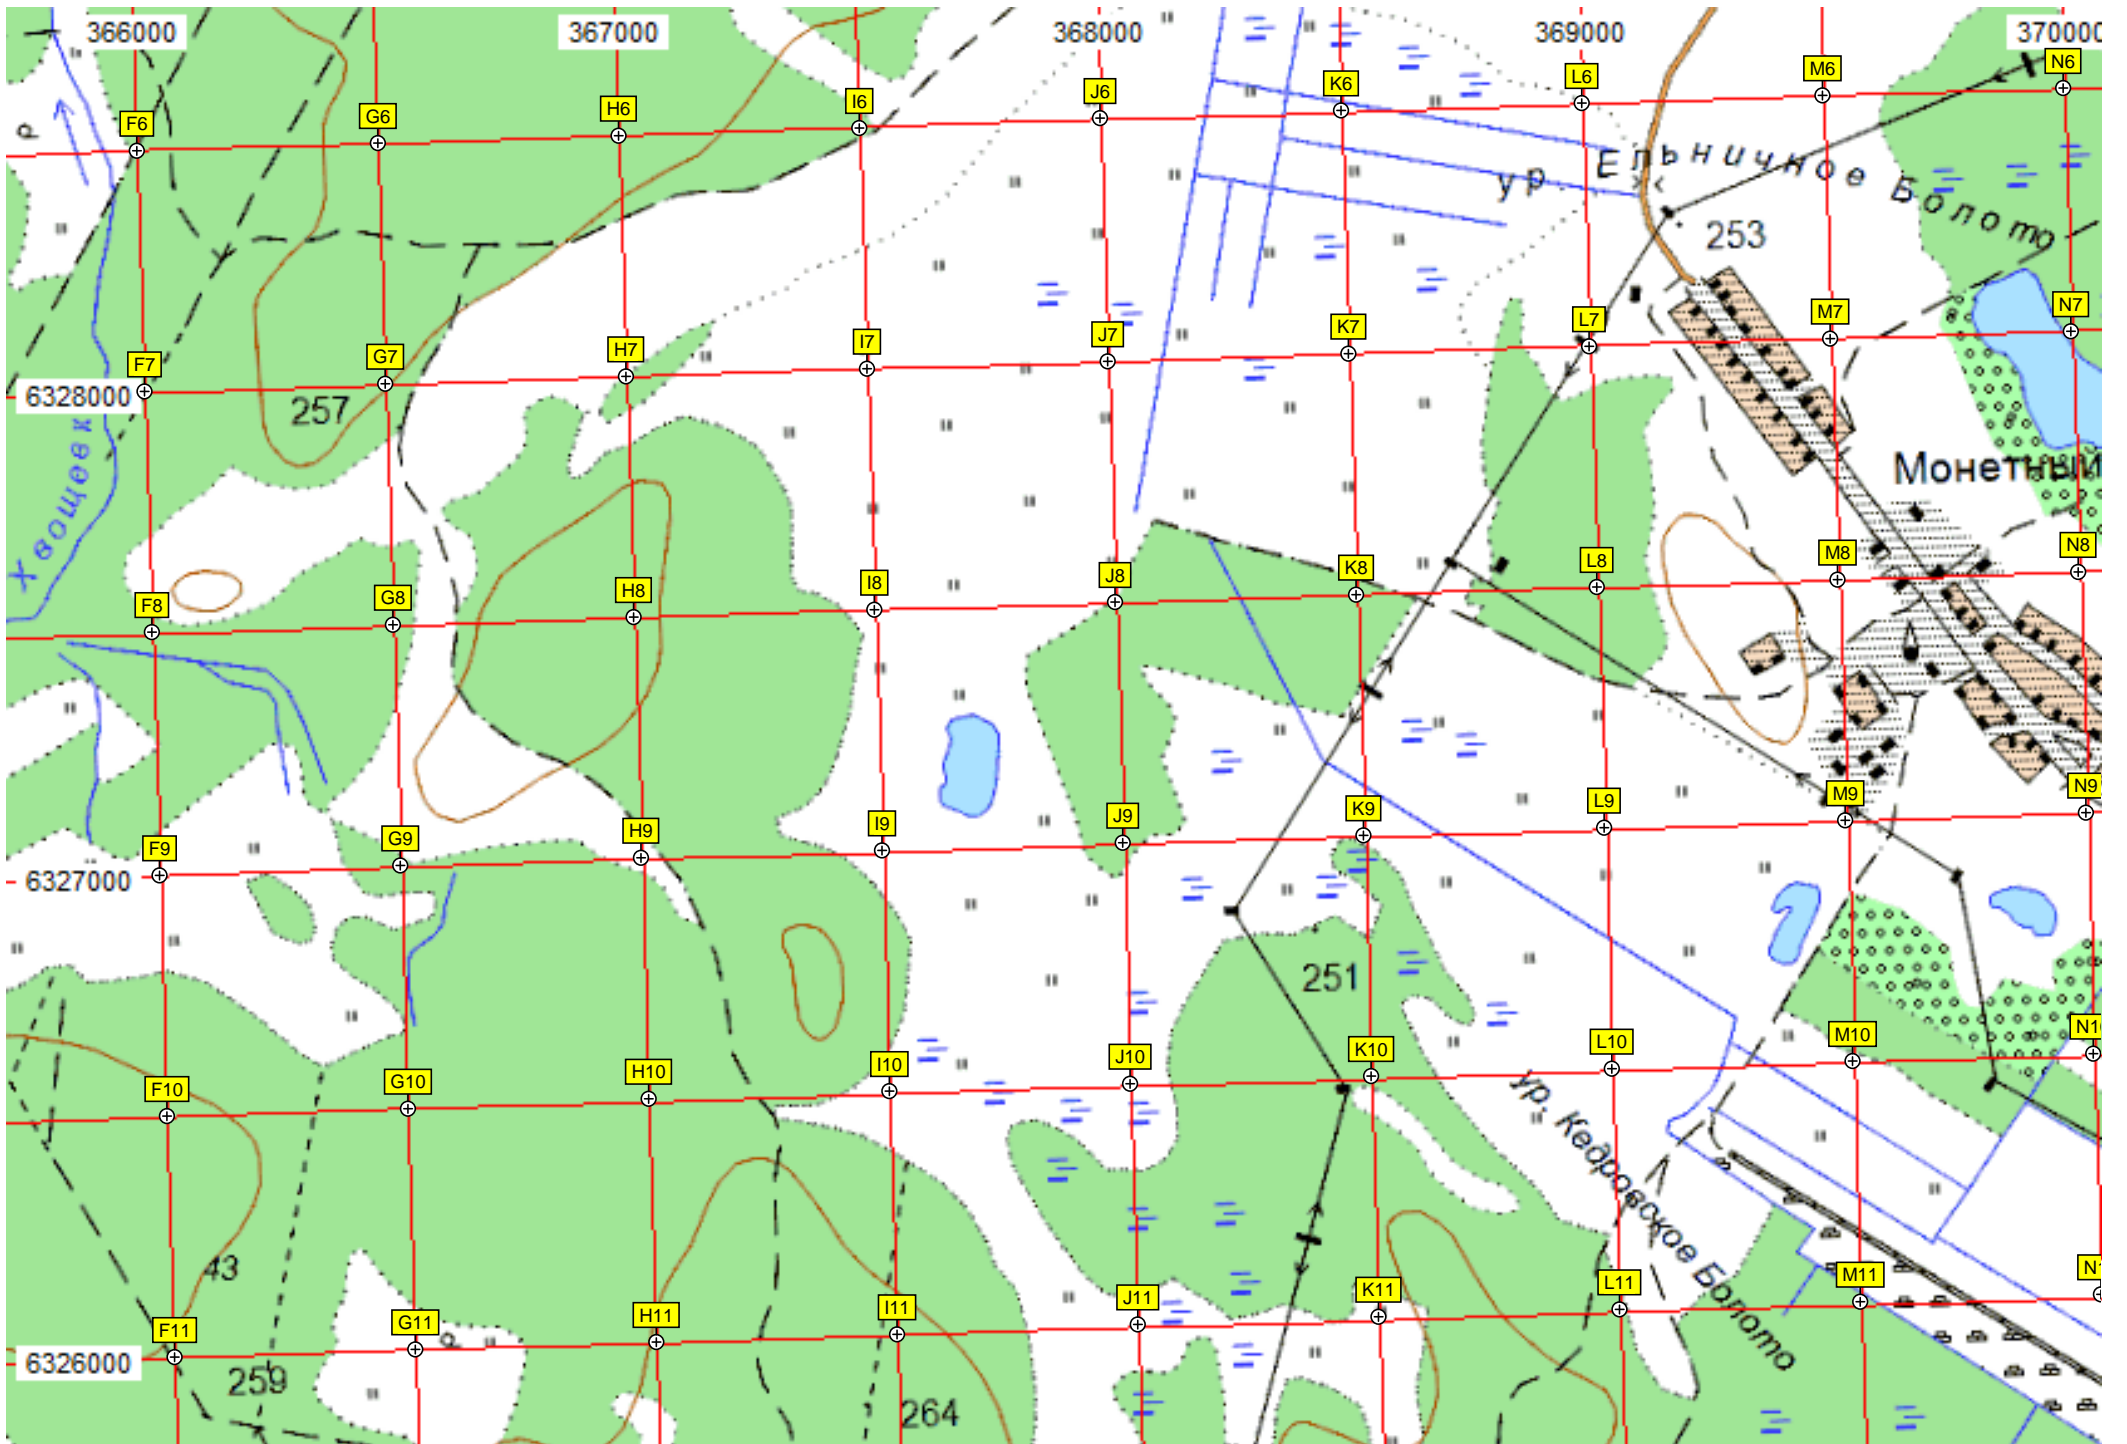 366000 367000 368000 369000 370000
F6 G6 H6 I6 J6 K6 L6 M6 N6
р
ур Ельничное Болото
253
F7 G7 H7 I7 J7 K7 L7 M7 N7
6328000
257
Хвощевк
Монетный
F8 G8 H8 I8 J8 K8 L8 M8 N8
F9 G9 H9 I9 J9 K9 L9 M9 N9
6327000
251
F10 G10 H10 I10 J10 K10 L10 M10 N1
ур. Кедровское Болото
43
F11 G11 H11 I11 J11 K11 L11 M11 N1
р
6326000
259
264